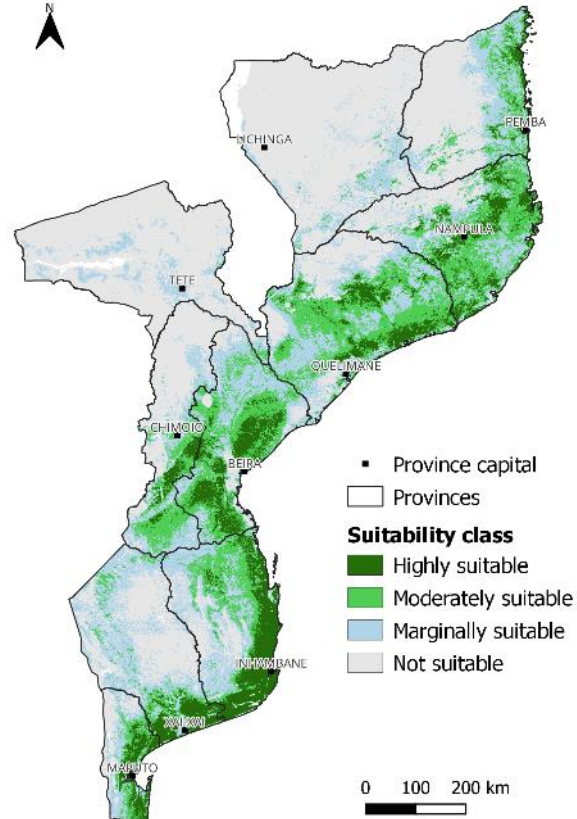 N
PEMBA
LICHINGA
NAMPULA
TETE
QUELIMANE
CHIMOIO
BEIRA
Province capital
Provinces
Suitability class
Highly suitable
Moderately suitable
Marginally suitable
Not suitable
INHAMBANE
XAI-XAI
MAPUTO
0 100 200 km